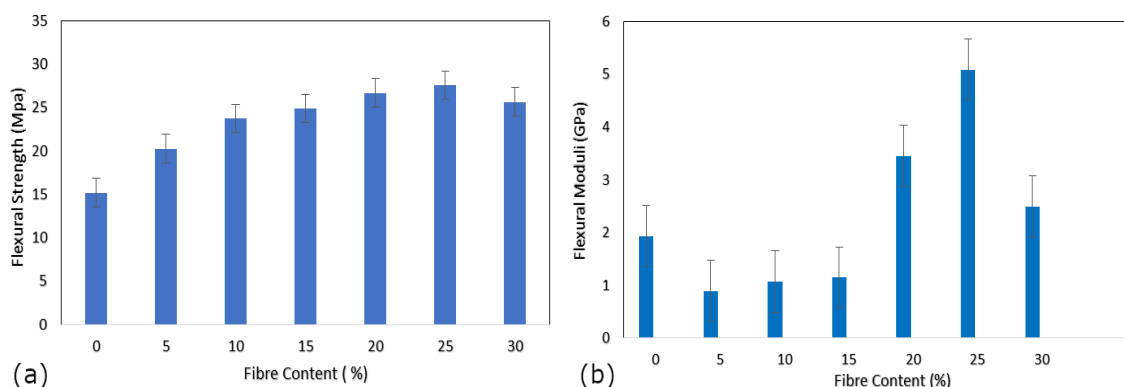 Flexural Strength (Mpa)
35
30
25
20
15
10
5
0
0 5 10 15 20 25 30
Fibre Content ( %)
(a)
Flexural Moduli (GPa)
6
5
4
3
2
1
0
0 5 10 15 20 25 30
Fibre Content (%)
(b)